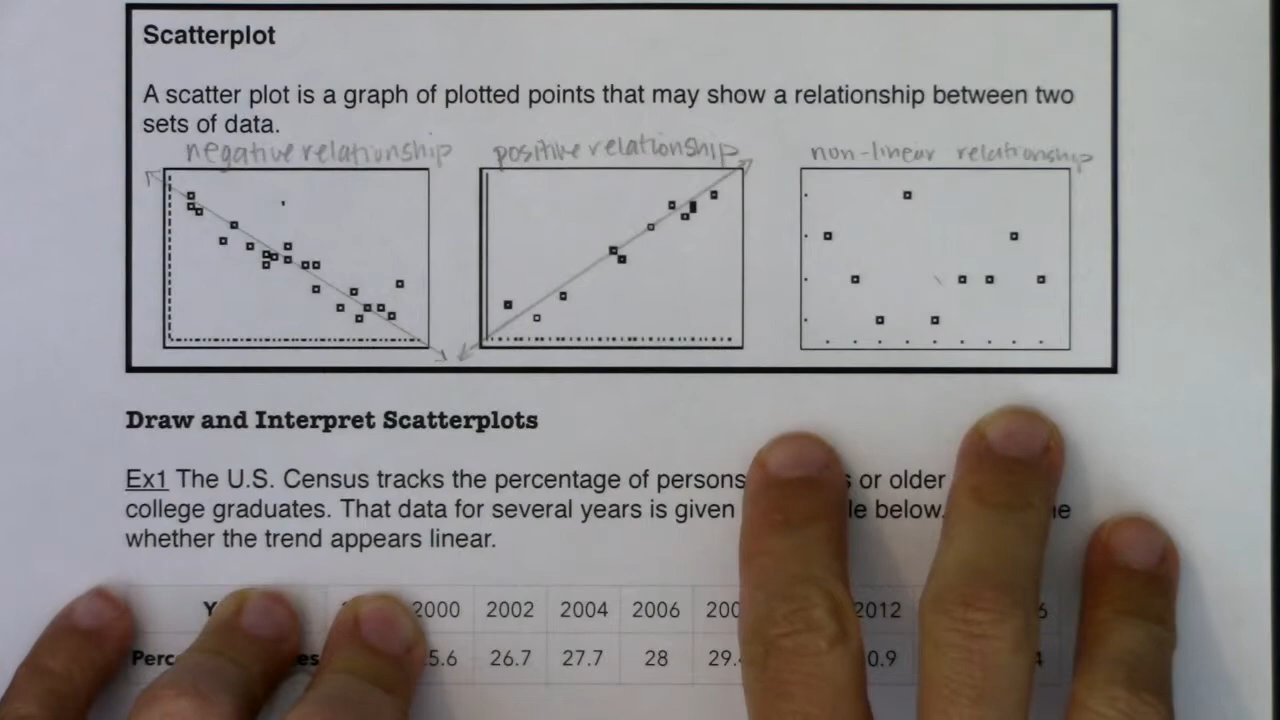 Scatterplot
A scatter plot is a graph of plotted points that may show a relationship between two
sets of data.
negative relationship positive relationship non-linear relationship
Draw and Interpret Scatterplots
Ex1 The U.S. Census tracks the percentage of persons or older
college graduates. That data for several years is given below.
whether the trend appears linear.
2000 2002 2004 2006 2012
26.7 27.7 28